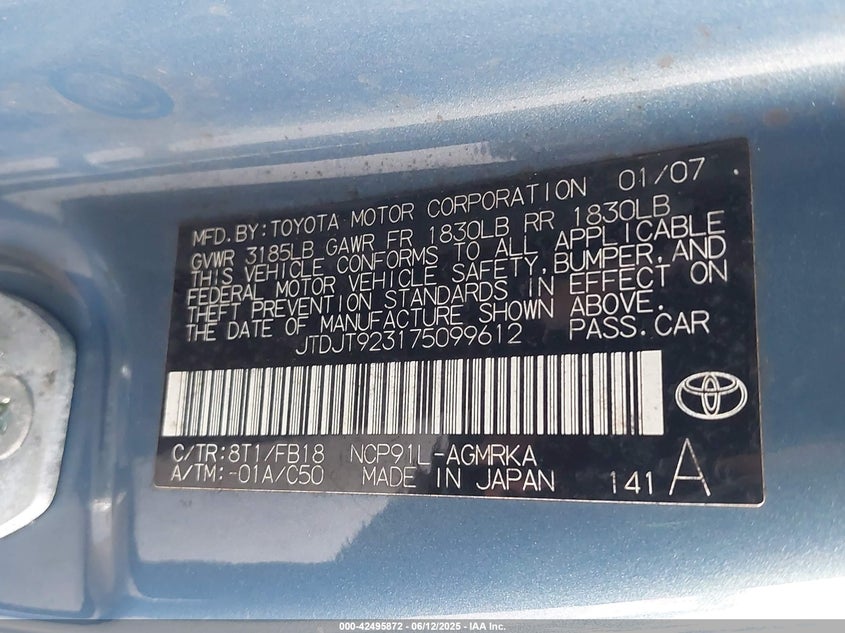 MFD.BY:TOYOTA MOTOR CORPORATION 01/07
GVWR 3185LB GAWR FR 1830LB RR 1830LB
THIS VEHICLE CONFORMS TO ALL APPLICABLE
FEDERAL MOTOR VEHICLE SAFETY, BUMPER, AND
THEFT PREVENTION STANDARDS IN EFFECT ON
THE DATE OF MANUFACTURE SHOWN ABOVE.
JTDJT923175099612 PASS.CAR
C/TR:8T1/FB18 NCP91L-AGMRKA
A/TM:-01A/C50 MADE IN JAPAN 141 A
000-42495872 - 06/12/2025 - IAA Inc.